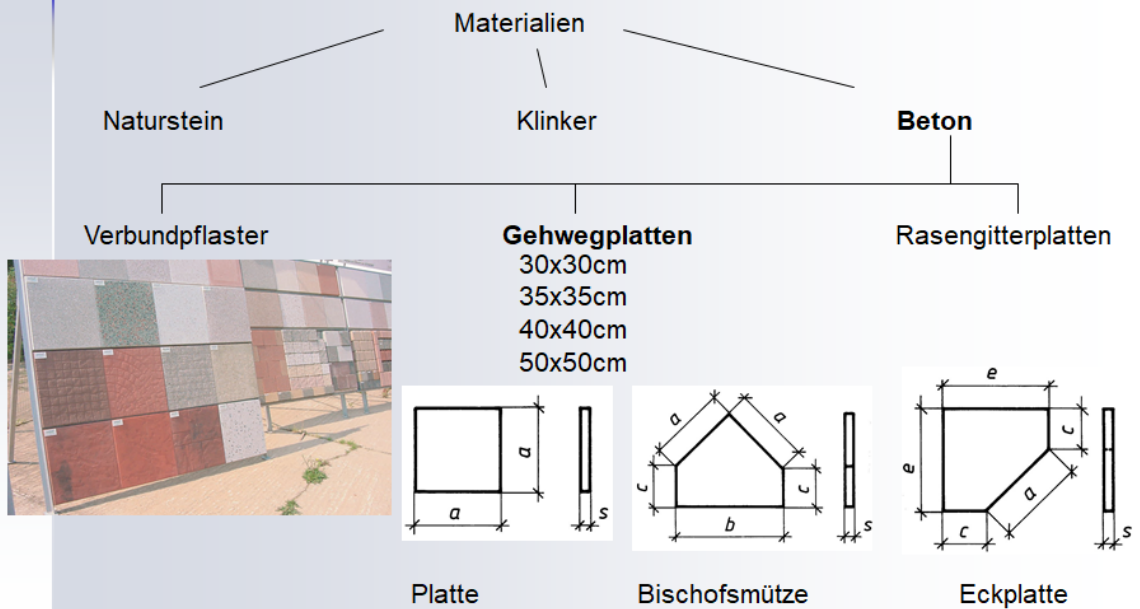 Materialien
Naturstein Klinker Beton
Verbundpflaster Gehwegplatten Rasengitterplatten
30x30cm
35x35cm
40x40cm
50x50cm
a
a
s
a
a
c
c
b
s
e
e
c
a
c
s
Platte Bischofsmütze Eckplatte